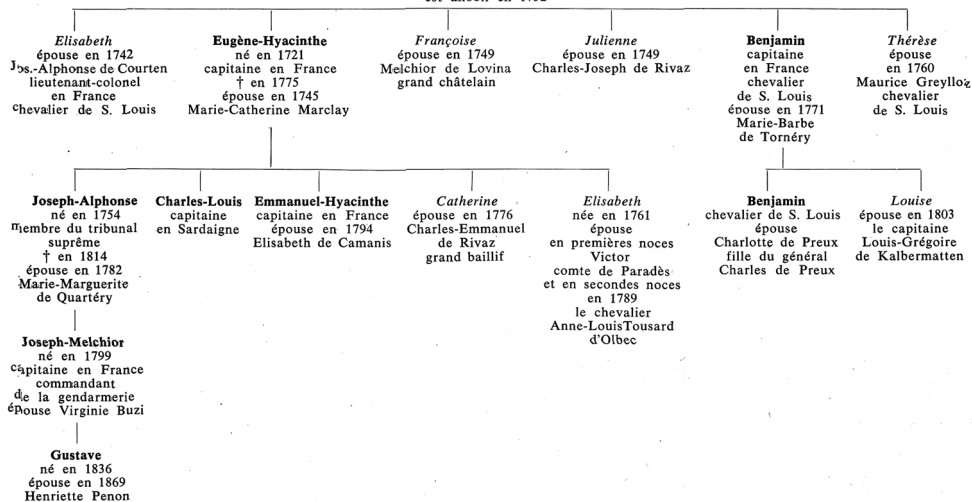 Elisabeth
épouse en 1742
Jos.-Alphonse de Courten
lieutenant-colonel
en France
chevalier de S. Louis
Eugène-Hyacinthe
né en 1721
capitaine en France
† en 1775
épouse en 1745
Marie-Catherine Marclay
Françoise
épouse en 1749
Melchior de Lovina
grand châtelain
Julienne
épouse en 1749
Charles-Joseph de Rivaz
Benjamin
capitaine
en France
chevalier
de S. Louis
épouse en 1771
Marie-Barbe
de Tornéry
Thérèse
épouse
en 1760
Maurice Greylloz
chevalier
de S. Louis
Joseph-Alphonse
né en 1754
membre du tribunal
suprême
† en 1814
épouse en 1782
Marie-Marguerite
de Quartéry
Charles-Louis
capitaine
en Sardaigne
Emmanuel-Hyacinthe
capitaine en France
épouse en 1794
Elisabeth de Camanis
Catherine
épouse en 1776
Charles-Emmanuel
de Rivaz
grand baillif
Elisabeth
née en 1761
épouse
en premières noces
Victor
comte de Paradès
et en secondes noces
en 1789
le chevalier
Anne-LouisTousard
d'Olbec
Benjamin
chevalier de S. Louis
épouse
Charlotte de Preux
fille du général
Charles de Preux
Louise
épouse en 1803
le capitaine
Louis-Grégoire
de Kalbermatten
Joseph-Melchior
né en 1799
capitaine en France
commandant
de la gendarmerie
épouse Virginie Buzi
Gustave
né en 1836
épouse en 1869
Henriette Penon